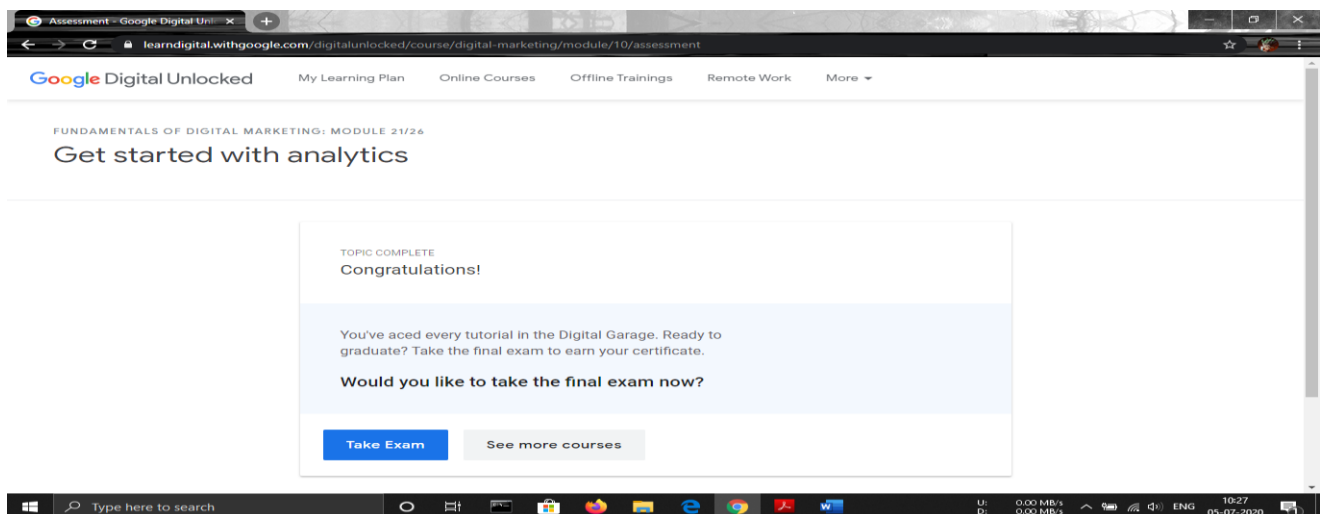 Assessment - Google Digital Unl
learndigital.withgoogle.com/digitalunlocked/course/digital-marketing/module/10/assessment
Google Digital Unlocked My Learning Plan Online Courses Offline Trainings Remote Work More
FUNDAMENTALS OF DIGITAL MARKETING: MODULE 21/26
Get started with analytics
TOPIC COMPLETE
Congratulations!
You've aced every tutorial in the Digital Garage. Ready to
graduate? Take the final exam to earn your certificate.
Would you like to take the final exam now?
Take Exam See more courses
Type here to search
U: 0.00 MB/s
D: 0.00 MB/s
ENG
10:27
05-07-2020